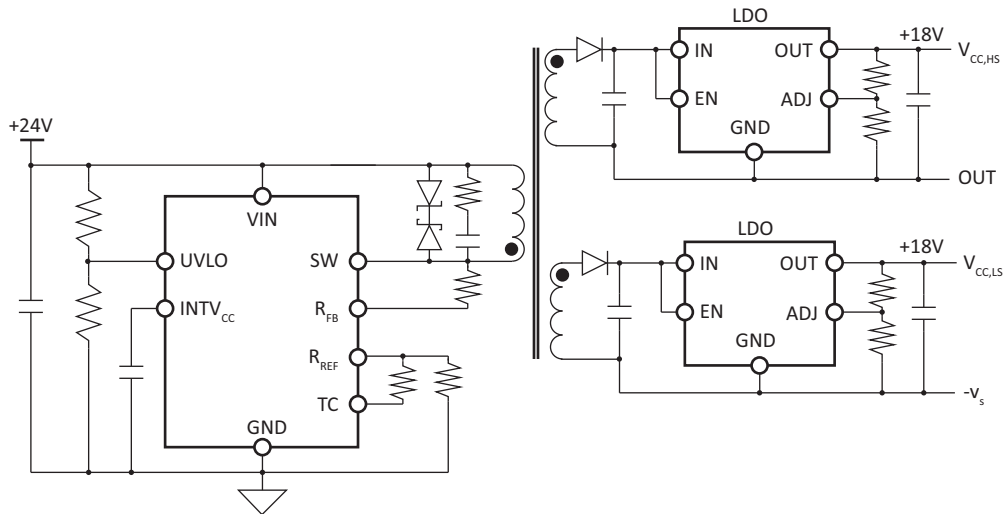 +24V
VIN
UVLO
SW
INTV_CC
R_FB
R_REF
TC
GND
LDO
IN
OUT
EN
ADJ
GND
+18V
V_CC,HS
OUT
LDO
IN
OUT
EN
ADJ
GND
+18V
V_CC,LS
-v_s